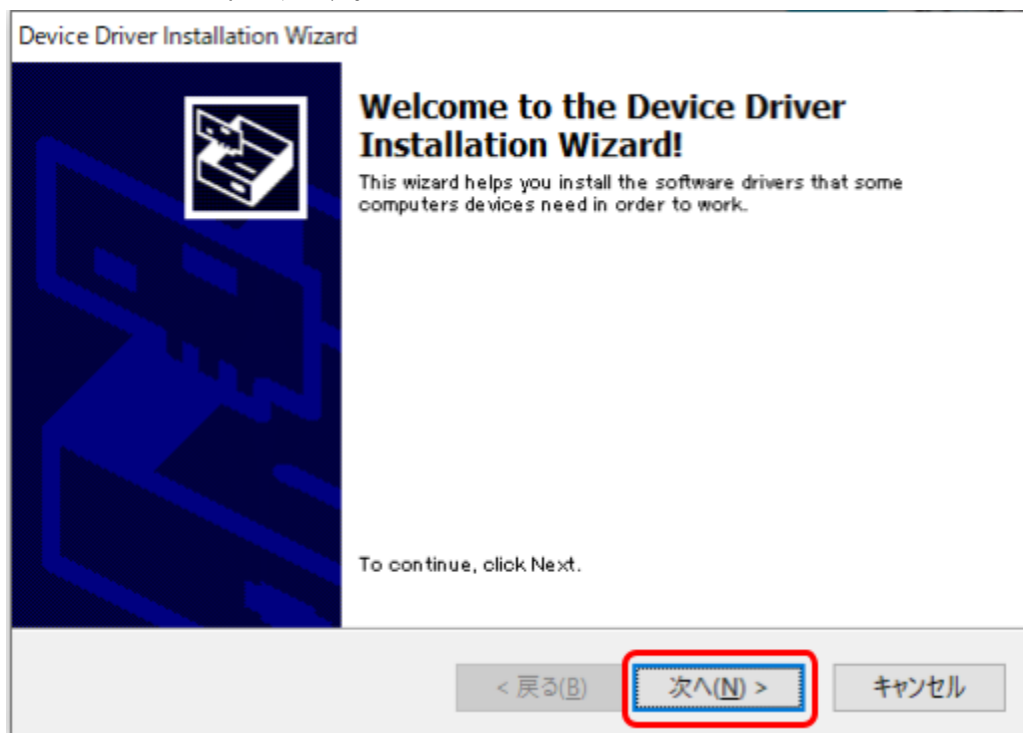 Device Driver Installation Wizard
Welcome to the Device Driver
Installation Wizard!
This wizard helps you install the software drivers that some
computers devices need in order to work.
To continue, click Next.
< 戻る(B)
次へ(N) >
キャンセル